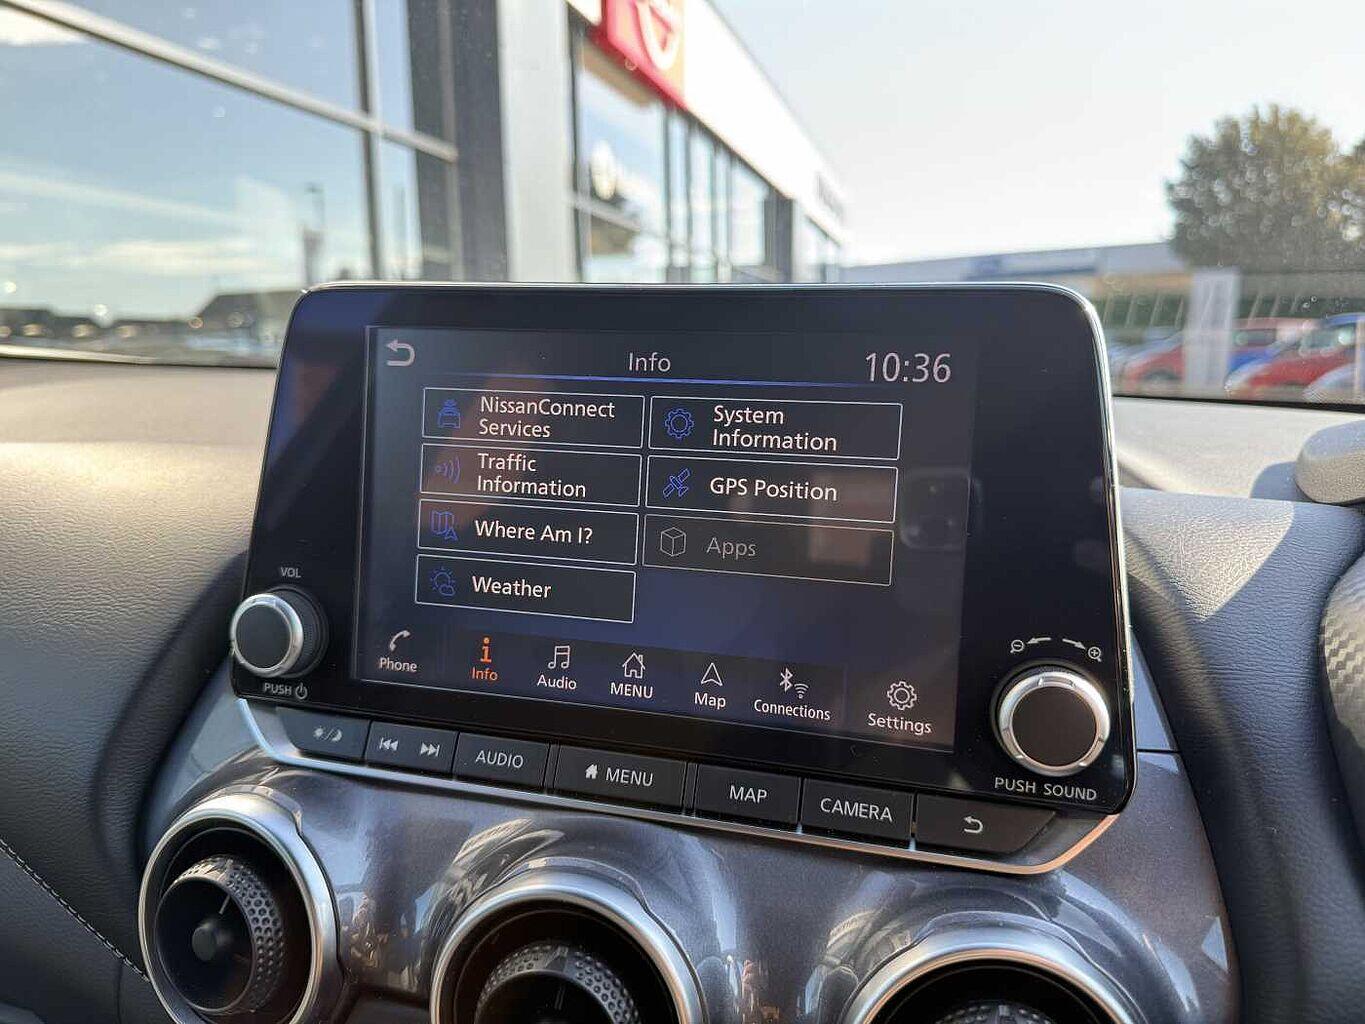 Info
10:36
NissanConnect
Services
System
Information
Traffic
Information
GPS Position
Where Am I?
Apps
Weather
VOL
PUSH
Phone
Info
Audio
MENU
Map
Connections
Settings
PUSH SOUND
AUDIO
MENU
MAP
CAMERA